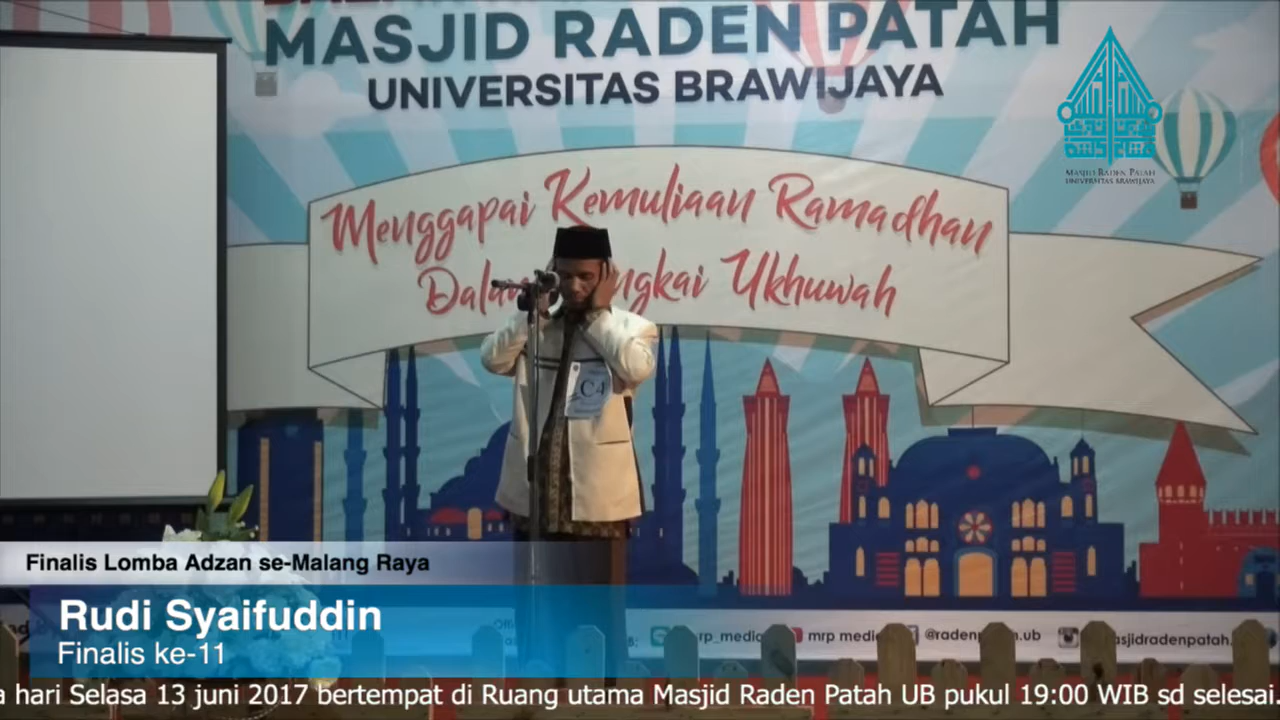 MASJID RADEN PATAH
UNIVERSITAS BRAWIJAYA
MASJID RADEN PATAH
UNIVERSITAS BRAWIJAYA
Menggapai Kemuliaan Ramadhan
Ukhuwah
C4
Finalis Lomba Adzan se-Malang Raya
Rudi Syaifuddin
Finalis ke-11
mrp media
hari Selasa 13 juni 2017 bertempat di Ruang utama Masjid Raden Patah UB pukul 19:00 WIB sd selesai.